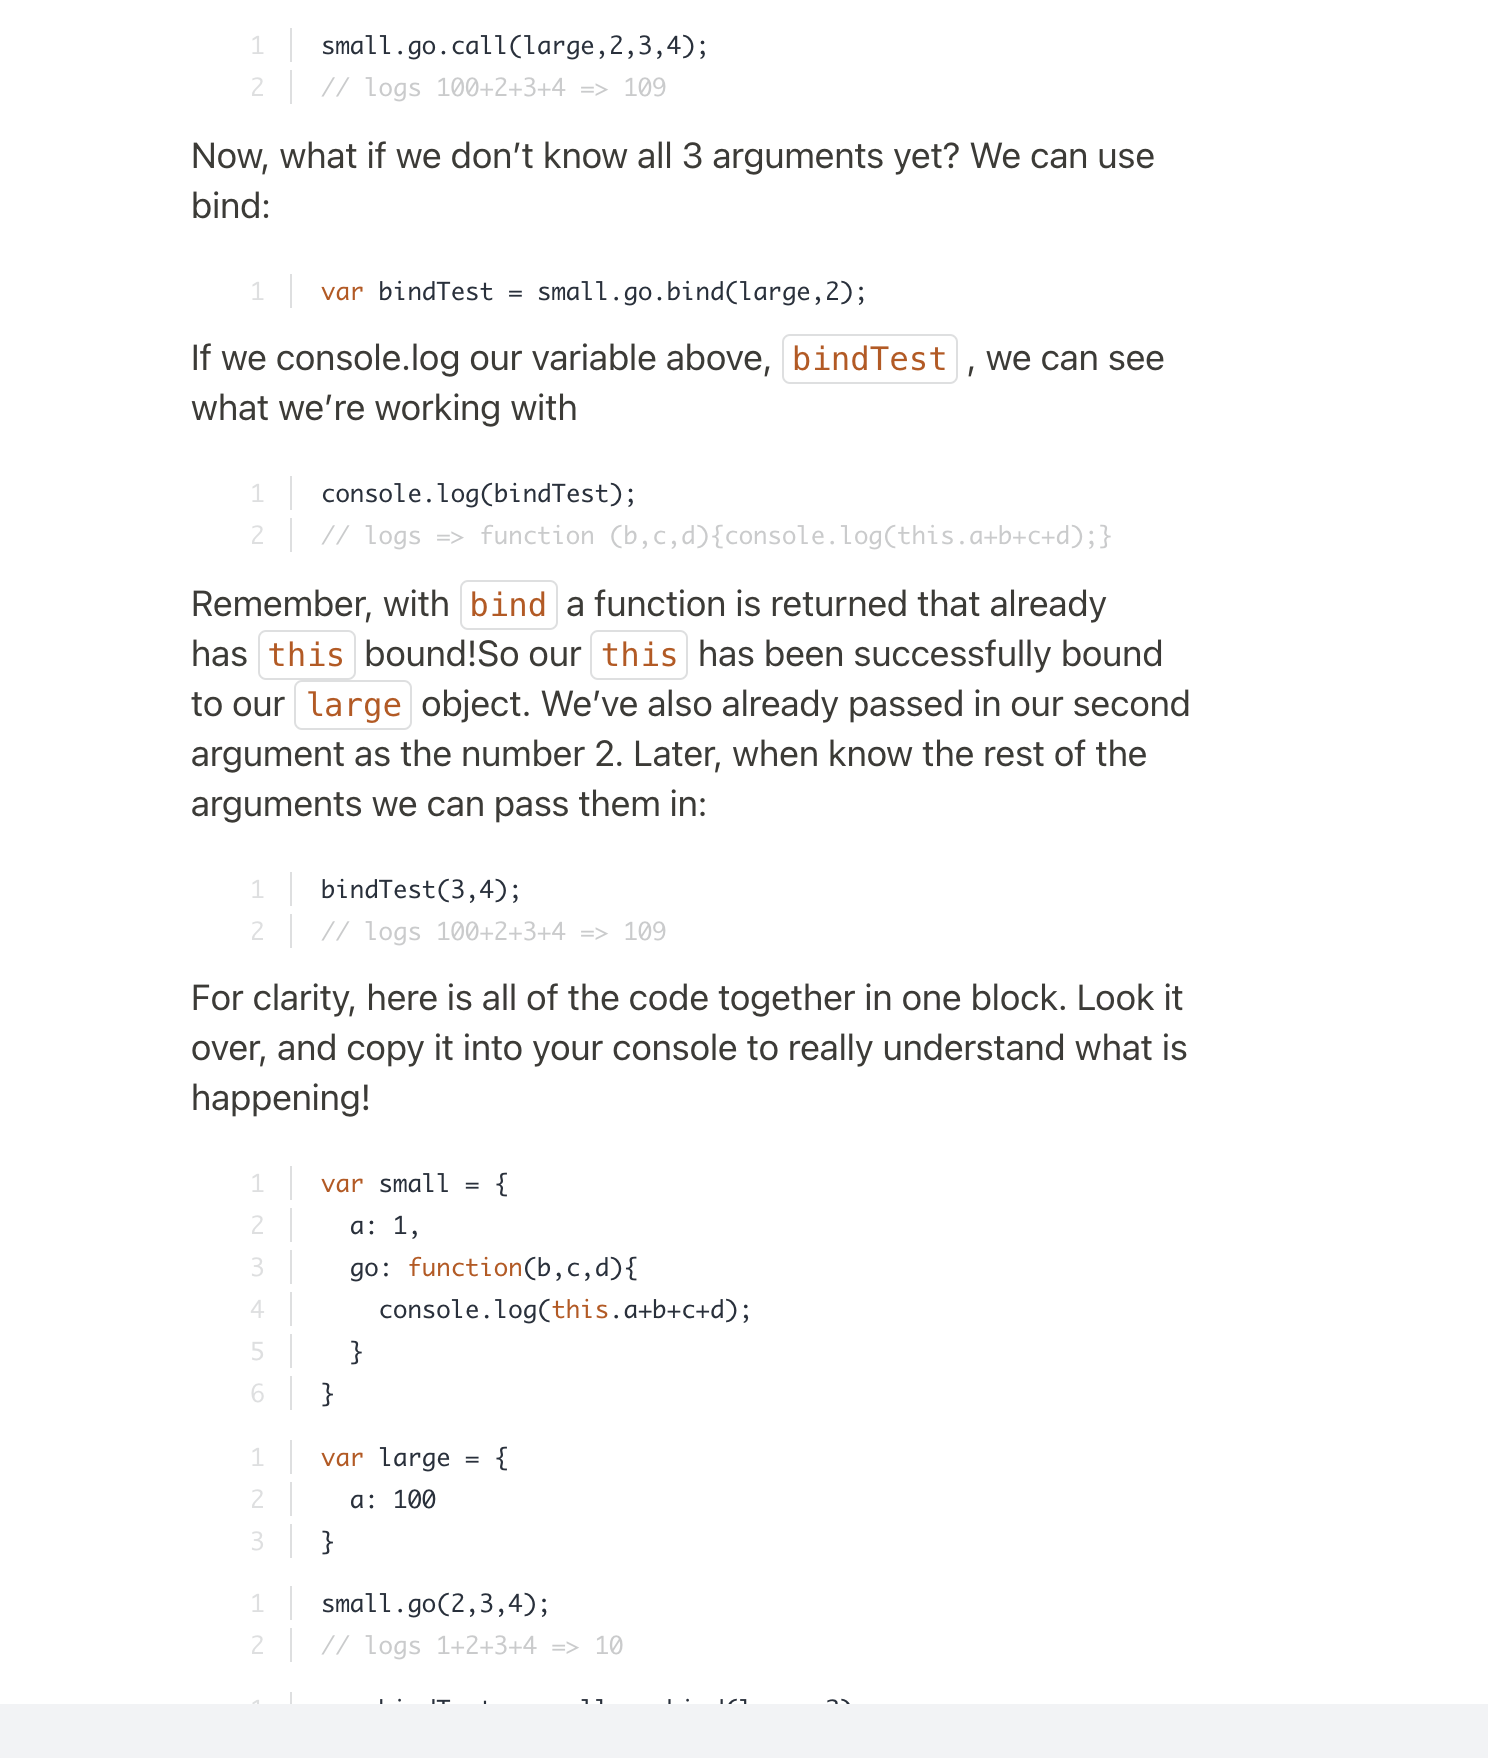 1 small.go.call(large,2,3,4);
2 // logs 100+2+3+4 => 109
Now, what if we don’t know all 3 arguments yet? We can use
bind:
1 var bindTest = small.go.bind(large,2);
If we console.log our variable above, bindTest , we can see
what we’re working with
1 console.log(bindTest);
2 // logs => function (b,c,d){console.log(this.a+b+c+d);}
Remember, with bind a function is returned that already
has this bound!So our this has been successfully bound
to our large object. We’ve also already passed in our second
argument as the number 2. Later, when know the rest of the
arguments we can pass them in:
1 bindTest(3,4);
2 // logs 100+2+3+4 => 109
For clarity, here is all of the code together in one block. Look it
over, and copy it into your console to really understand what is
happening!
1 var small = {
2   a: 1,
3   go: function(b,c,d){
4     console.log(this.a+b+c+d);
5   }
6 }
1 var large = {
2   a: 100
3 }
1 small.go(2,3,4);
2 // logs 1+2+3+4 => 10